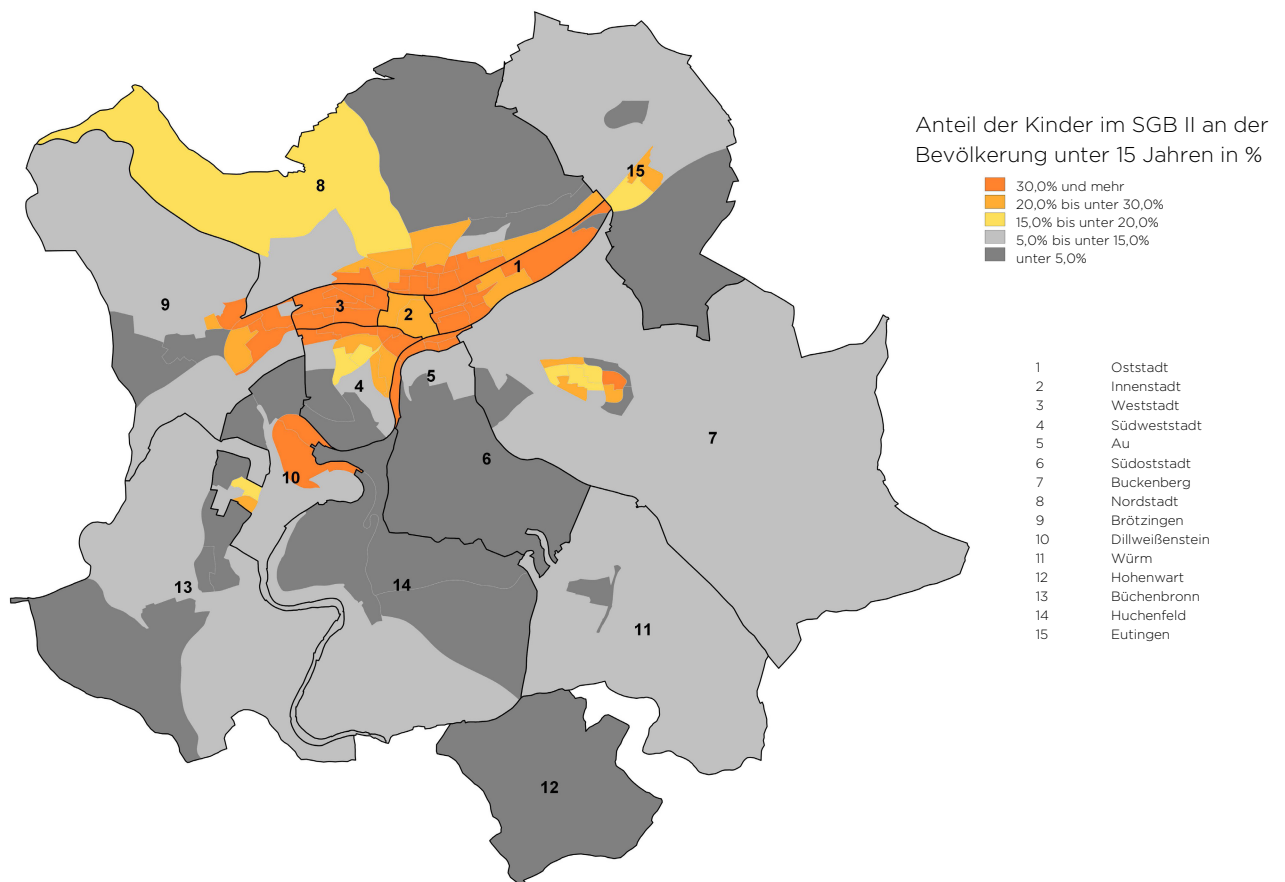 Anteil der Kinder im SGB II an der
Bevölkerung unter 15 Jahren in %
30,0% und mehr
20,0% bis unter 30,0%
15,0% bis unter 20,0%
5,0% bis unter 15,0%
unter 5,0%
15
8
1
9
3
2
4
5
7
6
10
14
13
11
12
1 Oststadt
2 Innenstadt
3 Weststadt
4 Südweststadt
5 Au
6 Südoststadt
7 Buckenberg
8 Nordstadt
9 Brötzingen
10 Dillweißenstein
11 Würm
12 Hohenwart
13 Büchenbronn
14 Huchenfeld
15 Eutingen